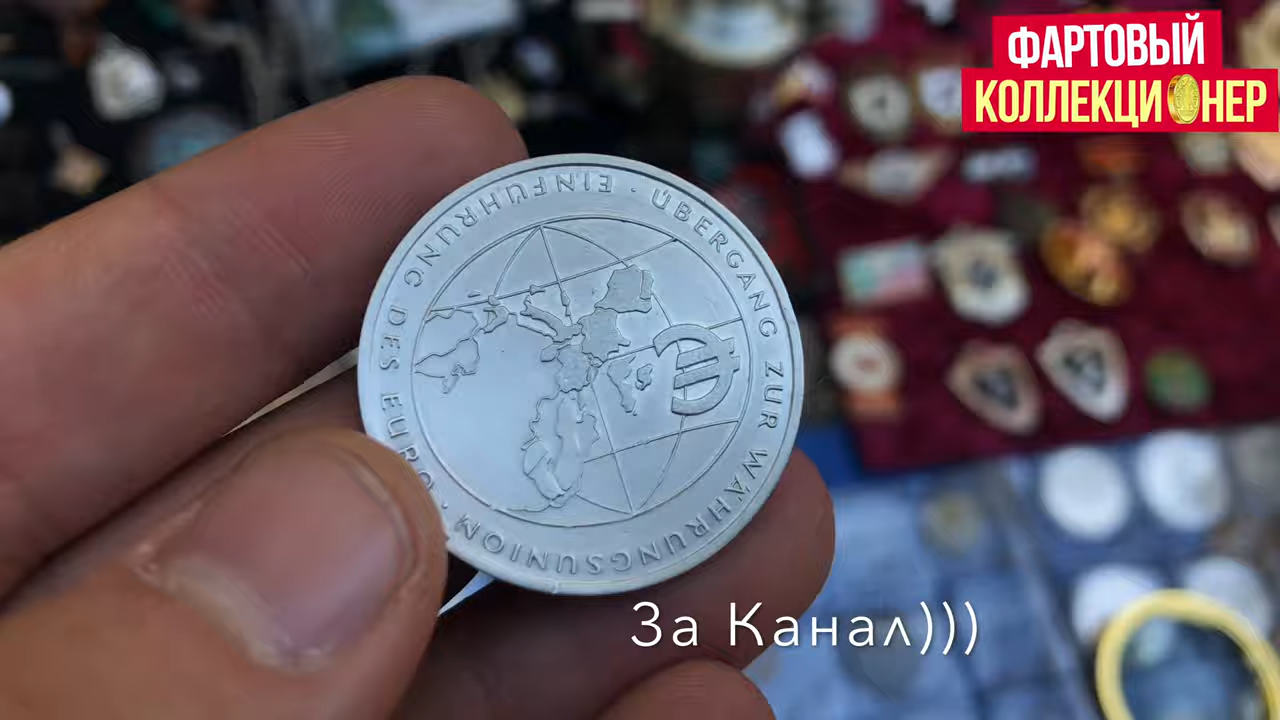 ФАРТОВЫЙ
КОЛЛЕКЦИОНЕР
ÜBERGANG ZUR WÄHRUNGSUNION
EINFÜHRUNG DES EURO
За Канал)))